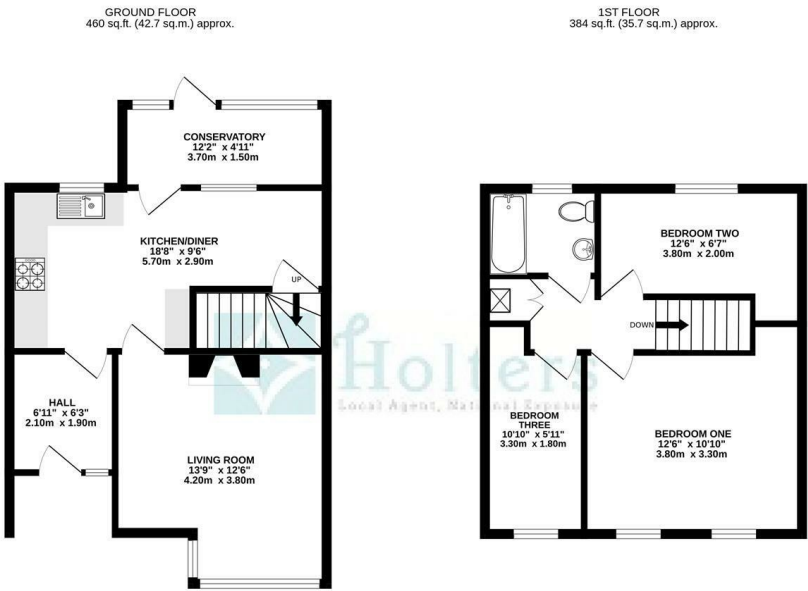 GROUND FLOOR
460 sq.ft. (42.7 sq.m.) approx.
1ST FLOOR
384 sq.ft. (35.7 sq.m.) approx.
CONSERVATORY
12'2" x 4'11"
3.70m x 1.50m
KITCHEN/DINER
18'8" x 9'6"
5.70m x 2.90m
UP
HALL
6'11" x 6'3"
2.10m x 1.90m
LIVING ROOM
13'9" x 12'6"
4.20m x 3.80m
BEDROOM TWO
12'6" x 6'7"
3.80m x 2.00m
DOWN
BEDROOM
THREE
10'10" x 5'11"
3.30m x 1.80m
BEDROOM ONE
12'6" x 10'10"
3.80m x 3.30m
Holters
Local Agent, National Exposure